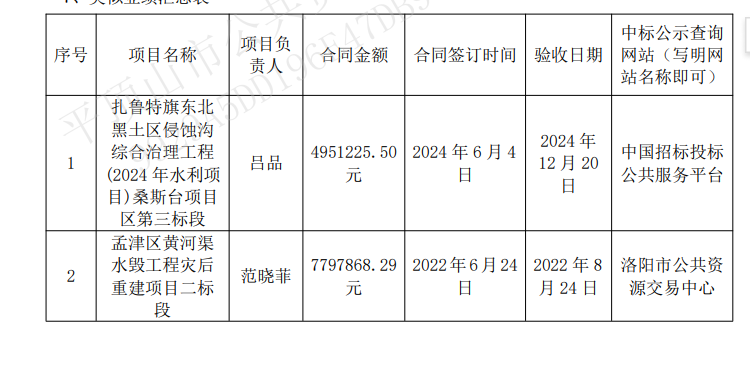 序号 项目名称 项目负责人 合同金额 合同签订时间 验收日期 中标公示查询网站（写明网站名称即可）
1 扎鲁特旗东北黑土区侵蚀沟综合治理工程(2024年水利项目)桑斯台项目区第三标段 吕品 4951225.50元 2024年6月4日 2024年12月20日 中国招标投标公共服务平台
2 孟津区黄河渠水毁工程灾后重建项目二标段 范晓菲 7797868.29元 2022年6月24日 2022年8月24日 洛阳市公共资源交易中心